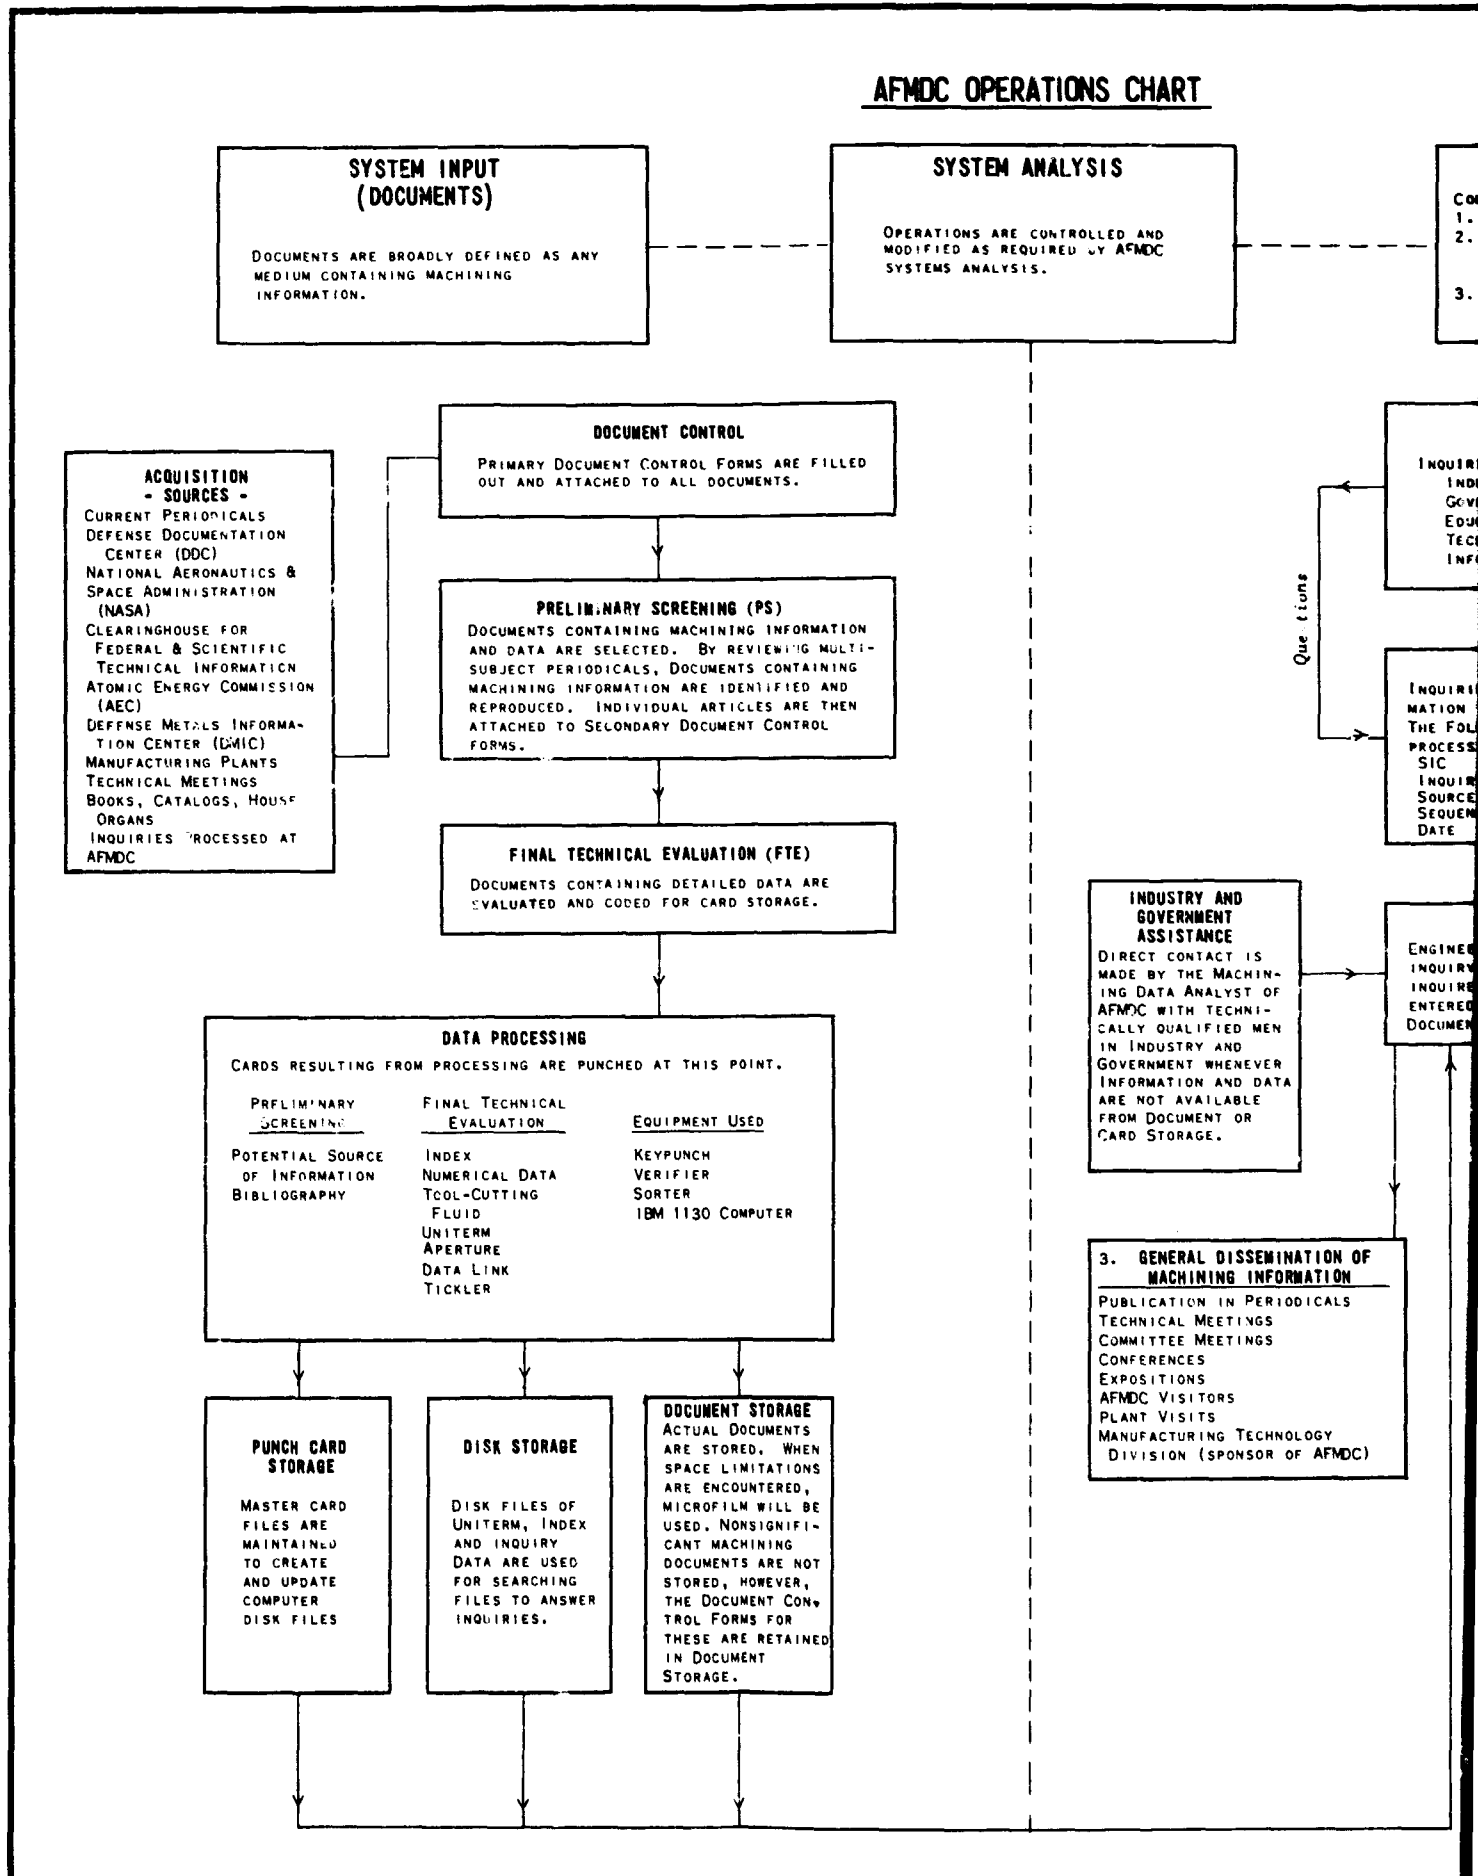 AFMDC OPERATIONS CHART
SYSTEM INPUT
(DOCUMENTS)
DOCUMENTS ARE BROADLY DEFINED AS ANY
MEDIUM CONTAINING MACHINING
INFORMATION.
SYSTEM ANALYSIS
OPERATIONS ARE CONTROLLED AND
MODIFIED AS REQUIRED BY AFMDC
SYSTEMS ANALYSIS.
1.
2.
3.
ACQUISITION
- SOURCES -
CURRENT PERIODICALS
DEFENSE DOCUMENTATION
CENTER (DDC)
NATIONAL AERONAUTICS &
SPACE ADMINISTRATION
(NASA)
CLEARINGHOUSE FOR
FEDERAL & SCIENTIFIC
TECHNICAL INFORMATION
ATOMIC ENERGY COMMISSION
(AEC)
DEFENSE METALS INFORMA-
TION CENTER (DMIC)
MANUFACTURING PLANTS
TECHNICAL MEETINGS
BOOKS, CATALOGS, HOUSE
ORGANS
INQUIRIES PROCESSED AT
AFMDC
DOCUMENT CONTROL
PRIMARY DOCUMENT CONTROL FORMS ARE FILLED
OUT AND ATTACHED TO ALL DOCUMENTS.
PRELIMINARY SCREENING (PS)
DOCUMENTS CONTAINING MACHINING INFORMATION
AND DATA ARE SELECTED. BY REVIEWING MULTI-
SUBJECT PERIODICALS, DOCUMENTS CONTAINING
MACHINING INFORMATION ARE IDENTIFIED AND
REPRODUCED. INDIVIDUAL ARTICLES ARE THEN
ATTACHED TO SECONDARY DOCUMENT CONTROL
FORMS.
FINAL TECHNICAL EVALUATION (FTE)
DOCUMENTS CONTAINING DETAILED DATA ARE
EVALUATED AND CODED FOR CARD STORAGE.
DATA PROCESSING
CARDS RESULTING FROM PROCESSING ARE PUNCHED AT THIS POINT.
PRELIMINARY
SCREENING
POTENTIAL SOURCE
OF INFORMATION
BIBLIOGRAPHY
FINAL TECHNICAL
EVALUATION
INDEX
NUMERICAL DATA
TOOL-CUTTING
FLUID
UNITERM
APERTURE
DATA LINK
TICKLER
EQUIPMENT USED
KEYPUNCH
VERIFIER
SORTER
IBM 1130 COMPUTER
PUNCH CARD
STORAGE
MASTER CARD
FILES ARE
MAINTAINED
TO CREATE
AND UPDATE
COMPUTER
DISK FILES
DISK STORAGE
DISK FILES OF
UNITERM, INDEX
AND INQUIRY
DATA ARE USED
FOR SEARCHING
FILES TO ANSWER
INQUIRIES.
DOCUMENT STORAGE
ACTUAL DOCUMENTS
ARE STORED. WHEN
SPACE LIMITATIONS
ARE ENCOUNTERED,
MICROFILM WILL BE
USED. NONSIGNIFI-
CANT MACHINING
DOCUMENTS ARE NOT
STORED, HOWEVER,
THE DOCUMENT CON-
TROL FORMS FOR
THESE ARE RETAINED
IN DOCUMENT
STORAGE.
Questions
MATION
THE FOL
PROCESS
SIC
INQUIR
SOURCE
SEQUEN
DATE
INDUSTRY AND
GOVERNMENT
ASSISTANCE
DIRECT CONTACT IS
MADE BY THE MACHIN-
ING DATA ANALYST OF
AFMDC WITH TECHNI-
CALLY QUALIFIED MEN
IN INDUSTRY AND
GOVERNMENT WHENEVER
INFORMATION AND DATA
ARE NOT AVAILABLE
FROM DOCUMENT OR
CARD STORAGE.
ENGINEE
INQUIRY
INQUIRE
ENTERED
DOCUMEN
3. GENERAL DISSEMINATION OF
MACHINING INFORMATION
PUBLICATION IN PERIODICALS
TECHNICAL MEETINGS
COMMITTEE MEETINGS
CONFERENCES
EXPOSITIONS
AFMDC VISITORS
PLANT VISITS
MANUFACTURING TECHNOLOGY
DIVISION (SPONSOR OF AFMDC)